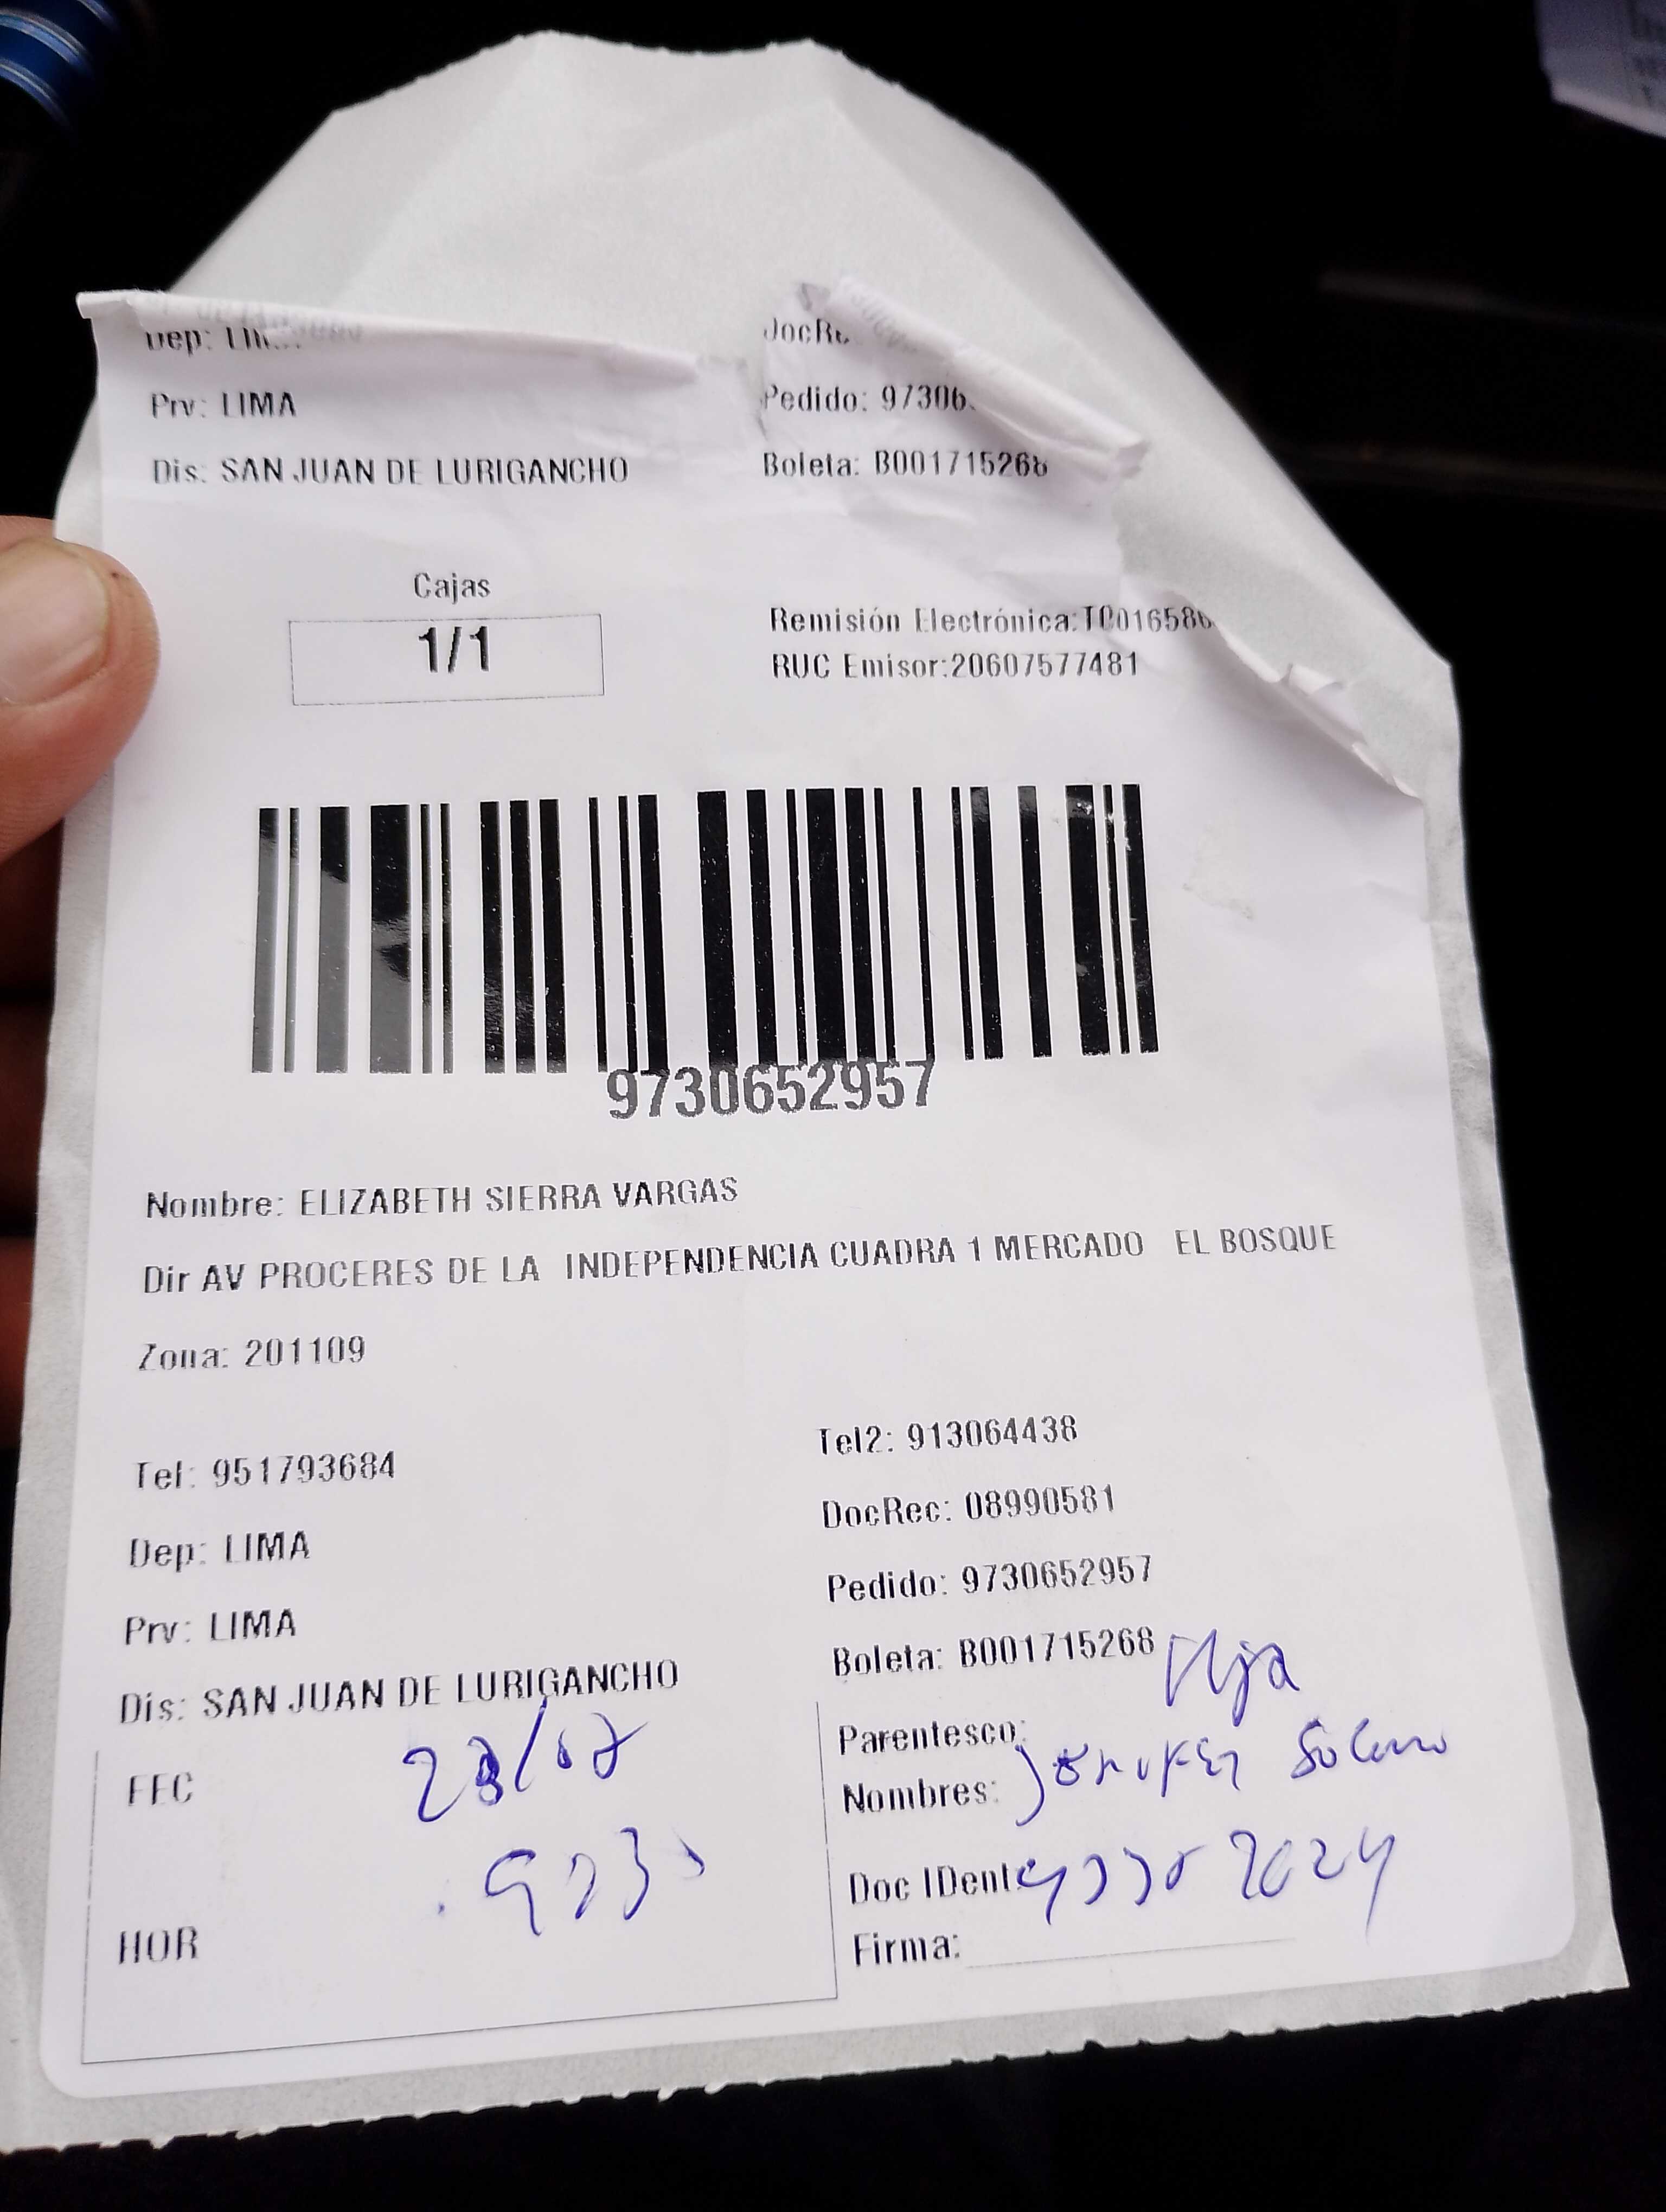 Prv: LIMA
Pedido: 97306
Dis: SAN JUAN DE LURIGANCHO
Boleta: B001715268
Cajas
1/1
Remisión Electrónica:TC016586
RUC Emisor:20607577481
9730652957
Nombre: ELIZABETH SIERRA VARGAS
Dir AV PROCERES DE LA INDEPENDENCIA CUADRA 1 MERCADO EL BOSQUE
Zona: 201109
Tel: 951793684
Tel2: 913064438
Dep: LIMA
DocRec: 08990581
Prv: LIMA
Pedido: 9730652957
Dis: SAN JUAN DE LURIGANCHO
Boleta: B001715268
Parentesco: Hija
FEC
Nombres:
Doc IDent:
HOR
Firma: